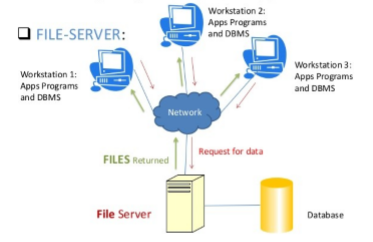 ❑ FILE-SERVER:
Workstation 2:
Apps Programs
and DBMS
Workstation 1:
Apps Programs
and DBMS
Workstation 3:
Apps Programs
and DBMS
Network
FILES Returned
Request for data
File Server
Database